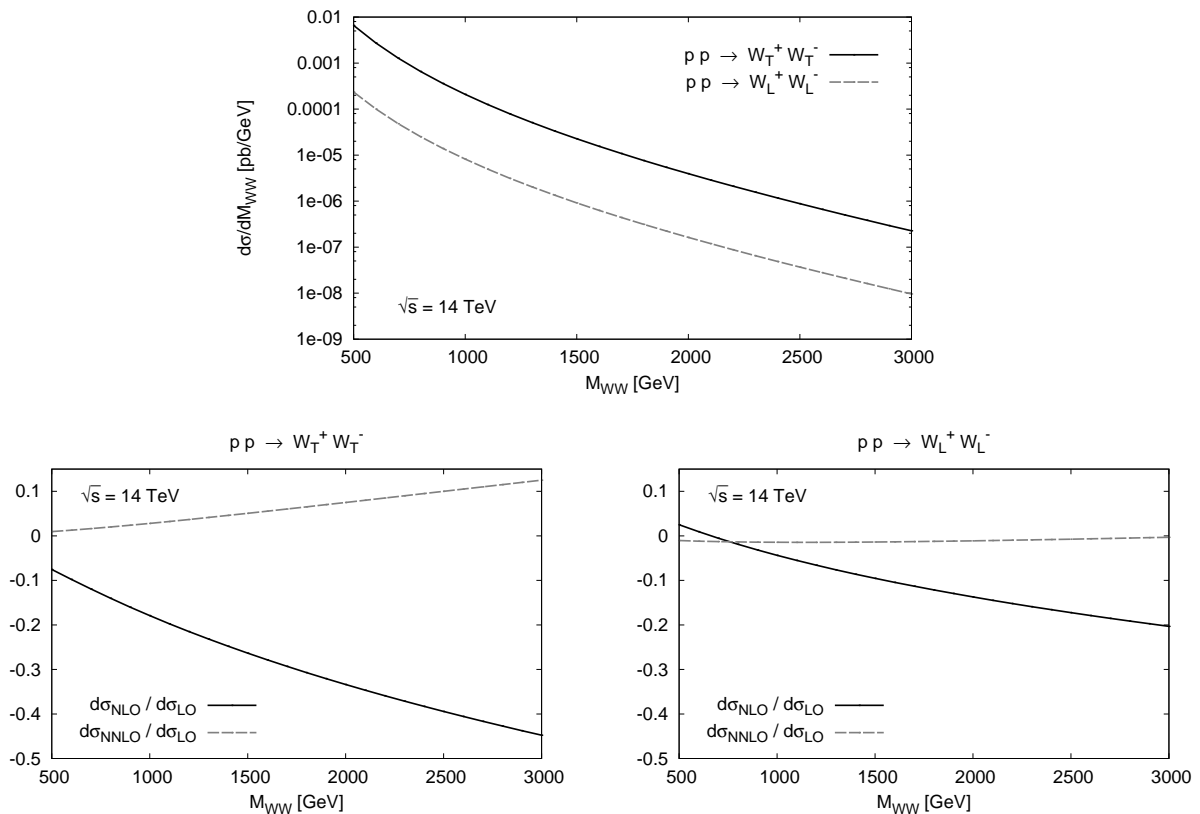 0.01
0.001
0.0001
1e-05
1e-06
1e-07
1e-08
1e-09
dσ/dM_WW [pb/GeV]
p p → W_T^+ W_T^-
p p → W_L^+ W_L^-
√s = 14 TeV
500 1000 1500 2000 2500 3000
M_WW [GeV]
p p → W_T^+ W_T^-
0.1
0
-0.1
-0.2
-0.3
-0.4
-0.5
√s = 14 TeV
dσ_NLO / dσ_LO
dσ_NNLO / dσ_LO
500 1000 1500 2000 2500 3000
M_WW [GeV]
p p → W_L^+ W_L^-
0.1
0
-0.1
-0.2
-0.3
-0.4
-0.5
√s = 14 TeV
dσ_NLO / dσ_LO
dσ_NNLO / dσ_LO
500 1000 1500 2000 2500 3000
M_WW [GeV]